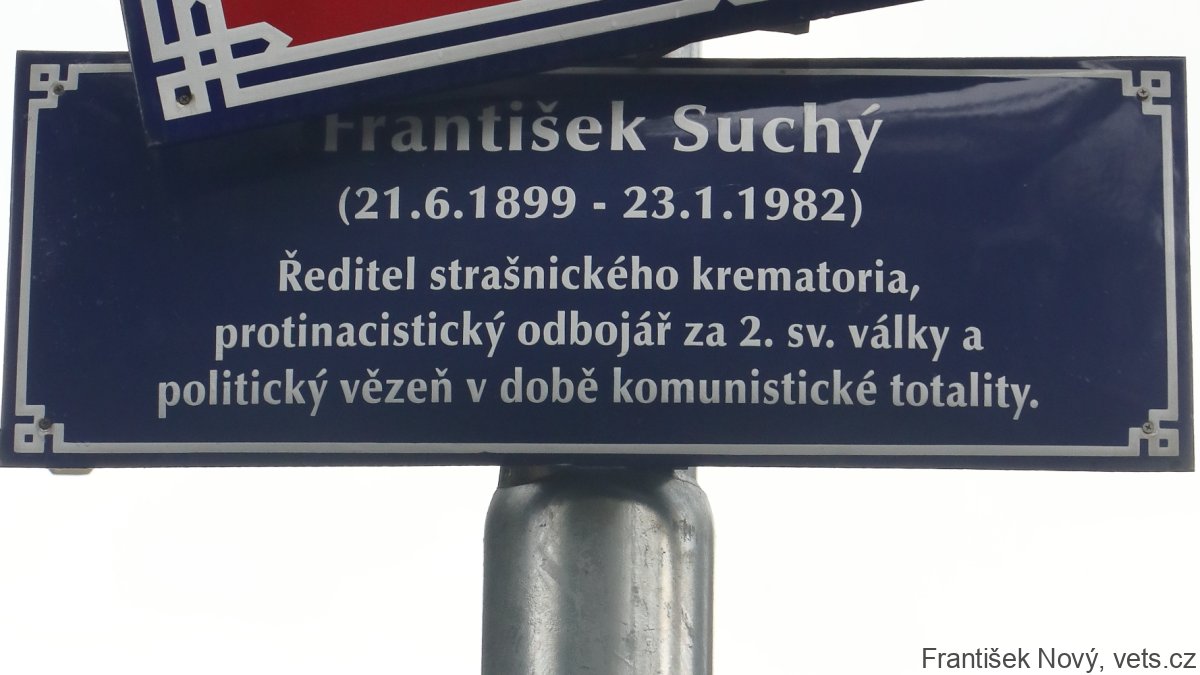 František Suchý
(21.6.1899 - 23.1.1982)
Ředitel strašnického krematoria,
protinacistický odbojář za 2. sv. války a
politický vězeň v době komunistické totality.
František Nový, vets.cz